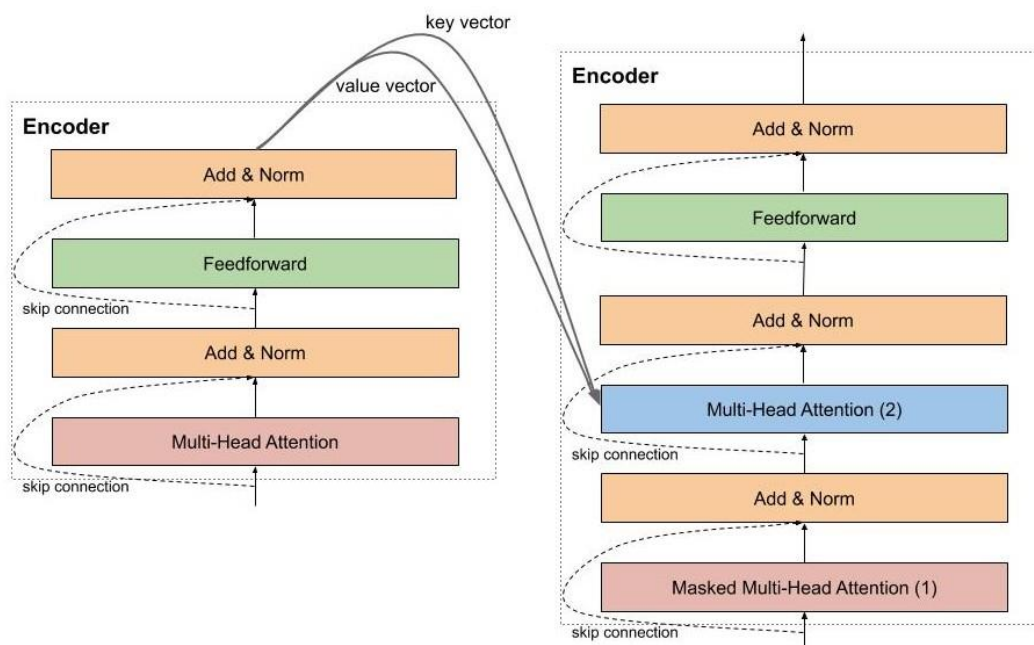 key vector
value vector
Encoder
Add & Norm
Feedforward
skip connection
Add & Norm
Multi-Head Attention
skip connection
Encoder
Add & Norm
Feedforward
Add & Norm
Multi-Head Attention (2)
skip connection
Add & Norm
Masked Multi-Head Attention (1)
skip connection